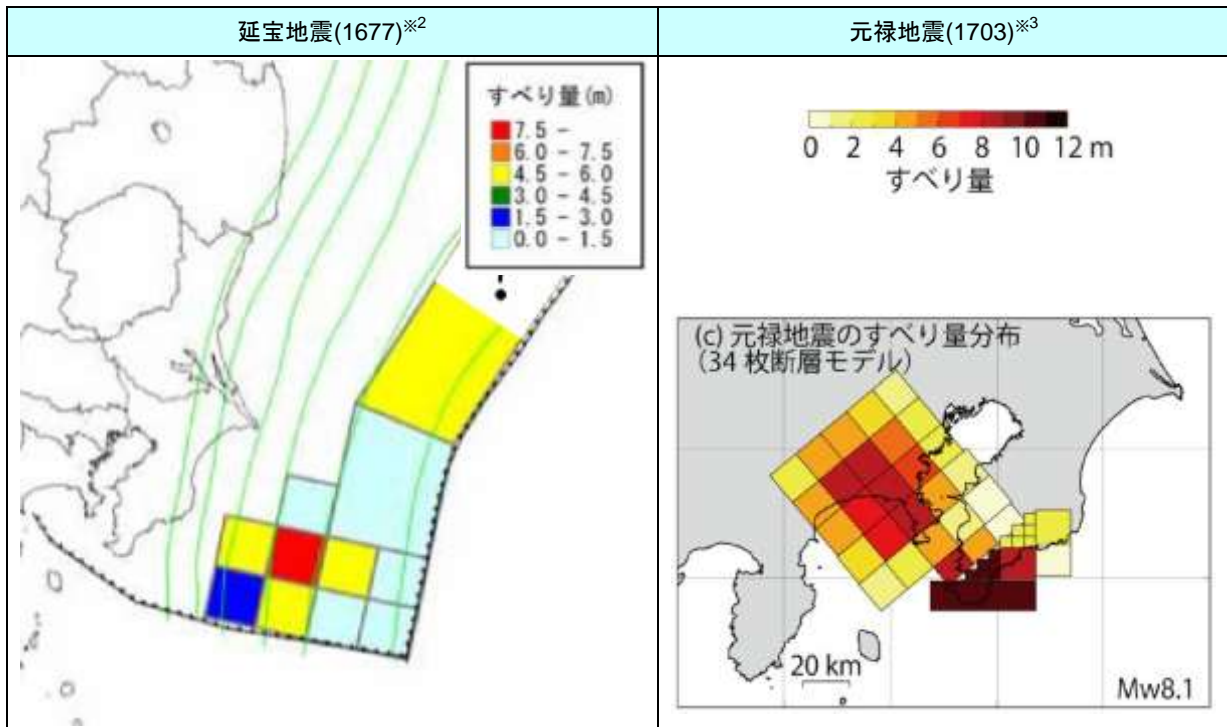 延宝地震(1677)※2
元禄地震(1703)※3
すべり量(m)
7.5 -
6.0 - 7.5
4.5 - 6.0
3.0 - 4.5
1.5 - 3.0
0.0 - 1.5
0 2 4 6 8 10 12 m
すべり量
(c) 元禄地震のすべり量分布
(34 枚断層モデル)
20 km
Mw8.1